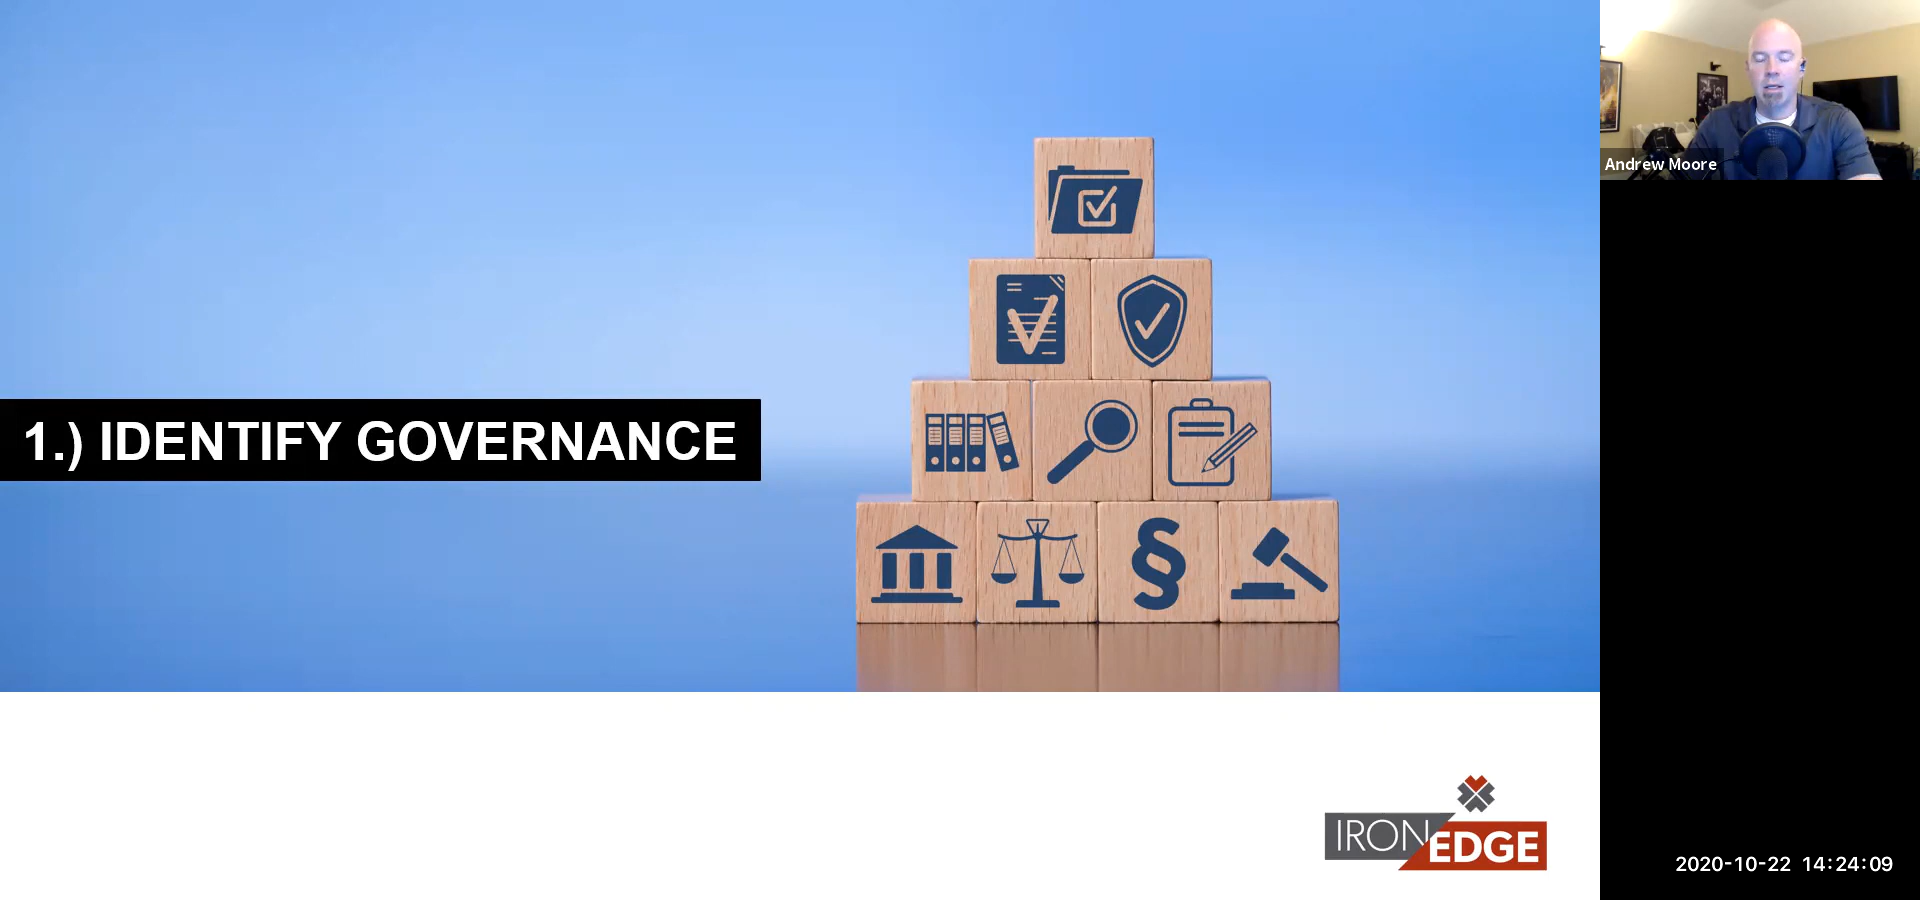 1.) IDENTIFY GOVERNANCE
§
Andrew Moore
IRON EDGE
2020-10-22 14:24:09